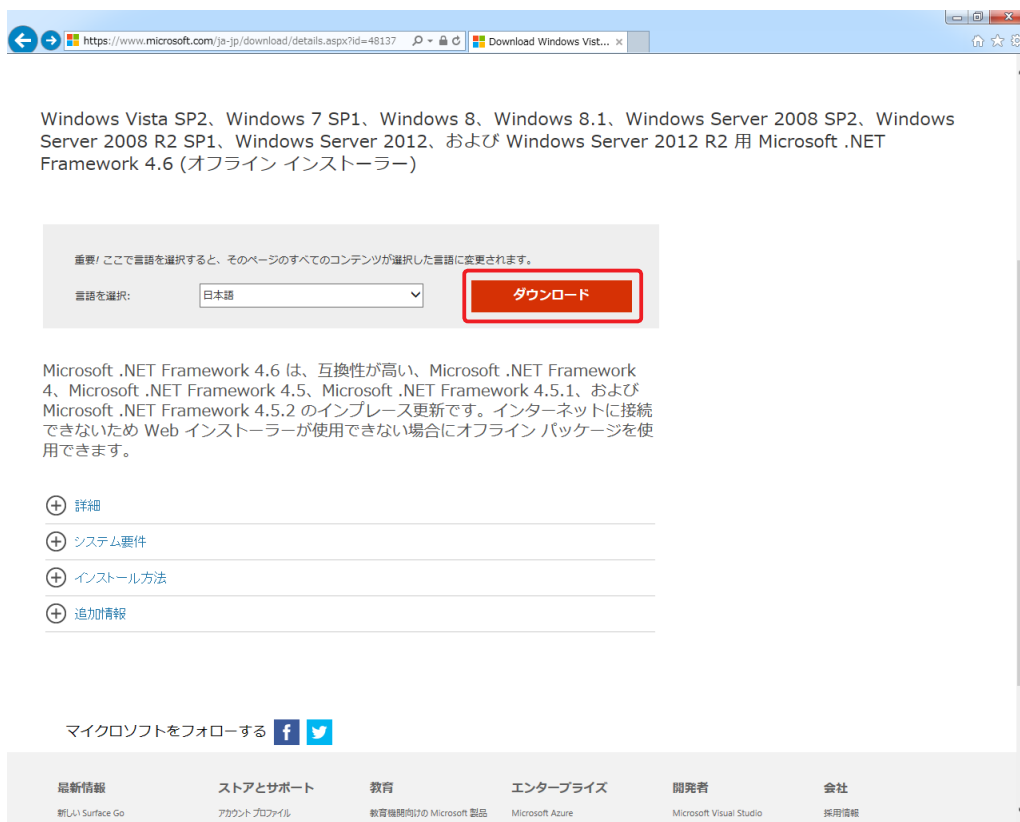 https://www.microsoft.com/ja-jp/download/details.aspx?id=48137
Download Windows Vist...
Windows Vista SP2、Windows 7 SP1、Windows 8、Windows 8.1、Windows Server 2008 SP2、Windows
Server 2008 R2 SP1、Windows Server 2012、および Windows Server 2012 R2 用 Microsoft .NET
Framework 4.6 (オフライン インストーラー)
重要! ここで言語を選択すると、そのページのすべてのコンテンツが選択した言語に変更されます。
言語を選択:
日本語
ダウンロード
Microsoft .NET Framework 4.6 は、互換性が高い、Microsoft .NET Framework
4、Microsoft .NET Framework 4.5、Microsoft .NET Framework 4.5.1、および
Microsoft .NET Framework 4.5.2 のインプレース更新です。インターネットに接続
できないため Web インストーラーが使用できない場合にオフライン パッケージを使
用できます。
詳細
システム要件
インストール方法
追加情報
マイクロソフトをフォローする
最新情報 ストアとサポート 教育 エンタープライズ 開発者 会社
新しい Surface Go アカウント プロファイル 教育機関向けの Microsoft 製品 Microsoft Azure Microsoft Visual Studio 採用情報